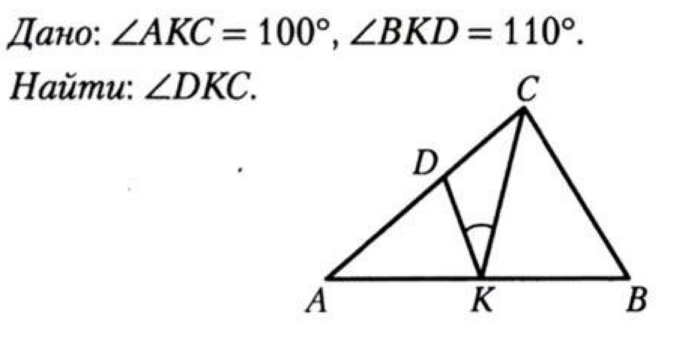 Дано: ∠AKC = 100°, ∠BKD = 110°.
Найти: ∠DKC.
C
D
A
K
B